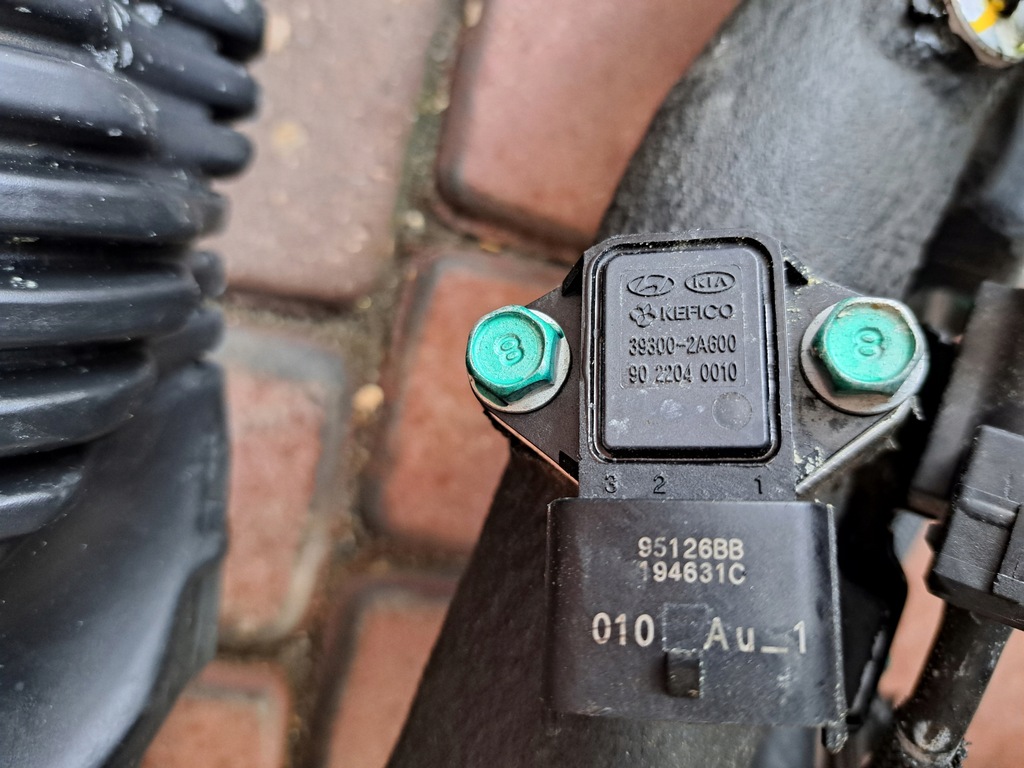 KIA
KEFICO
39300-2A600
90 2204 0010
8
8
3 2 1
95126BB
194631C
010 Au_1